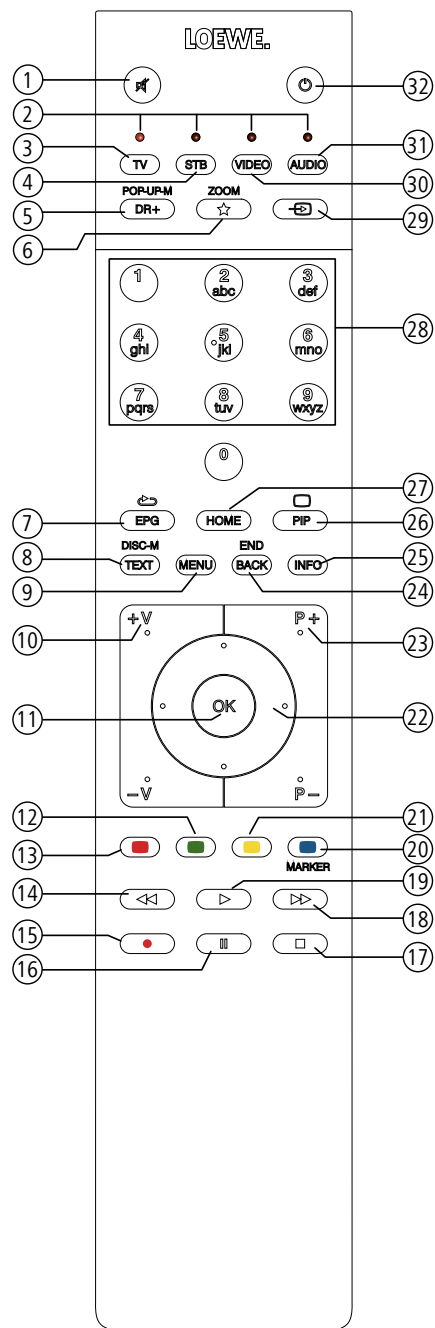 LOEWE.
1 32
2
3 31
TV STB VIDEO AUDIO
4 30
POP-UP-M ZOOM
5 DR+ 29
6
1 2 3
abc def
28
4 5 6
ghi jkl mno
7 8 9
pqrs tuv wxyz
0
27
7 EPG HOME PIP 26
DISC-M END
8 TEXT MENU BACK INFO 25
9 24
10 +V P+ 23
11 OK 22
-V P-
12 21
13 20
MARKER
14 19
18
15
16 17